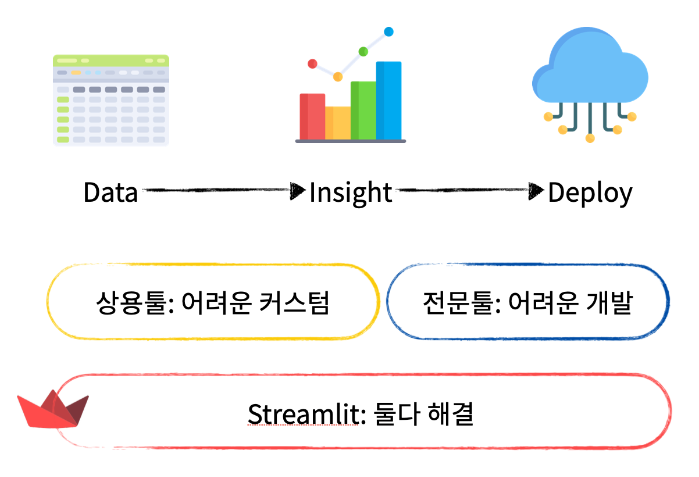 Data Insight Deploy
상용툴: 어려운 커스텀
전문툴: 어려운 개발
Streamlit: 둘다 해결